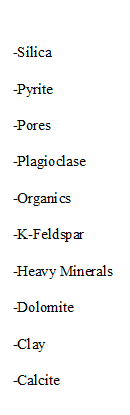 -Silica
-Pyrite
-Pores
-Plagioclase
-Organics
-K-Feldspar
-Heavy Minerals
-Dolomite
-Clay
-Calcite